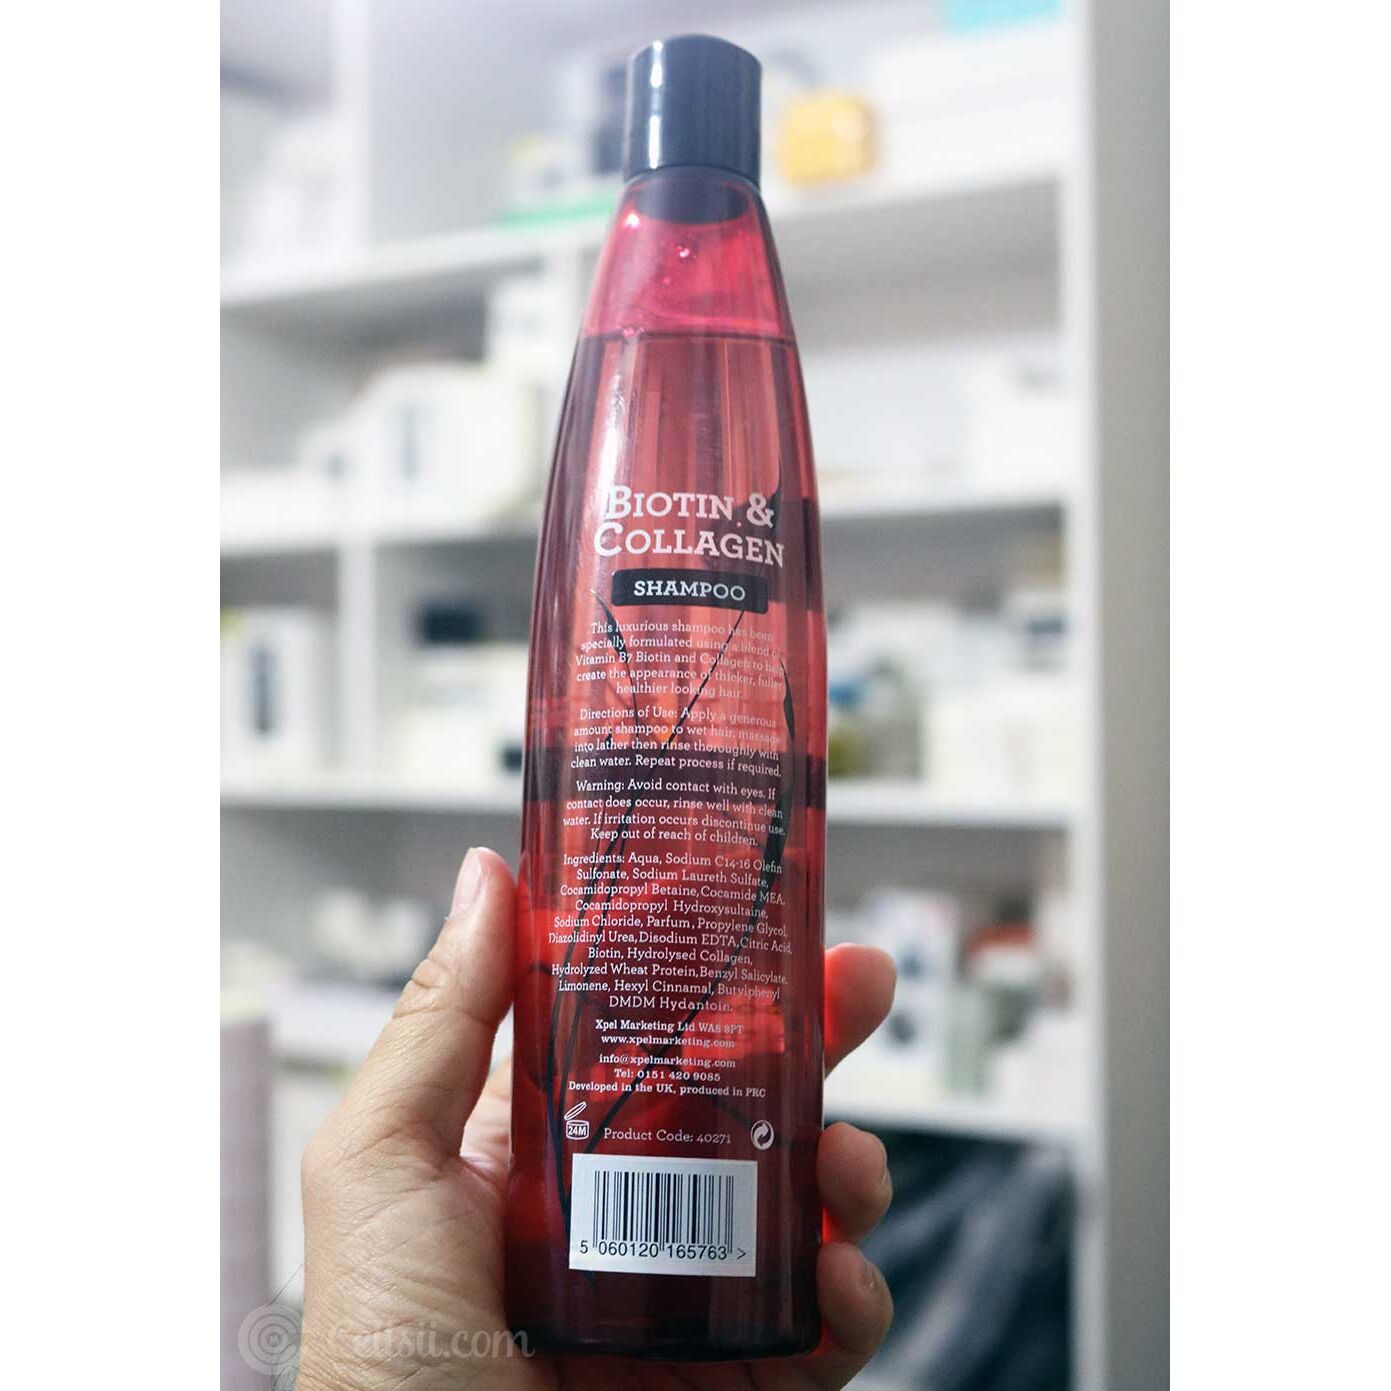 BIOTIN &
COLLAGEN
SHAMPOO
This luxurious shampoo has been
specially formulated using a blend of
Vitamin B7 Biotin and Collagen to help
create the appearance of thicker, fuller
healthier looking hair
Directions of Use: Apply a generous
amount shampoo to wet hair, massage
into lather then rinse thoroughly with
clean water. Repeat process if required.
Warning: Avoid contact with eyes. If
contact does occur, rinse well with clean
water. If irritation occurs discontinue use.
Keep out of reach of children.
Ingredients: Aqua, Sodium C14-16 Olefin
Sulfonate, Sodium Laureth Sulfate,
Cocamidopropyl Betaine, Cocamide MEA,
Cocamidopropyl Hydroxysultaine,
Sodium Chloride, Parfum, Propylene Glycol,
Diazolidinyl Urea, Disodium EDTA, Citric Acid,
Biotin, Hydrolysed Collagen,
Hydrolyzed Wheat Protein, Benzyl Salicylate,
Limonene, Hexyl Cinnamal, Butylphenyl
DMDM Hydantoin.
Xpel Marketing Ltd WA8 8PT
www.xpelmarketing.com
info@xpelmarketing.com
Tel: 0151 420 9085
Developed in the UK, produced in PRC
24M
Product Code: 40271
5 060120 165763 >